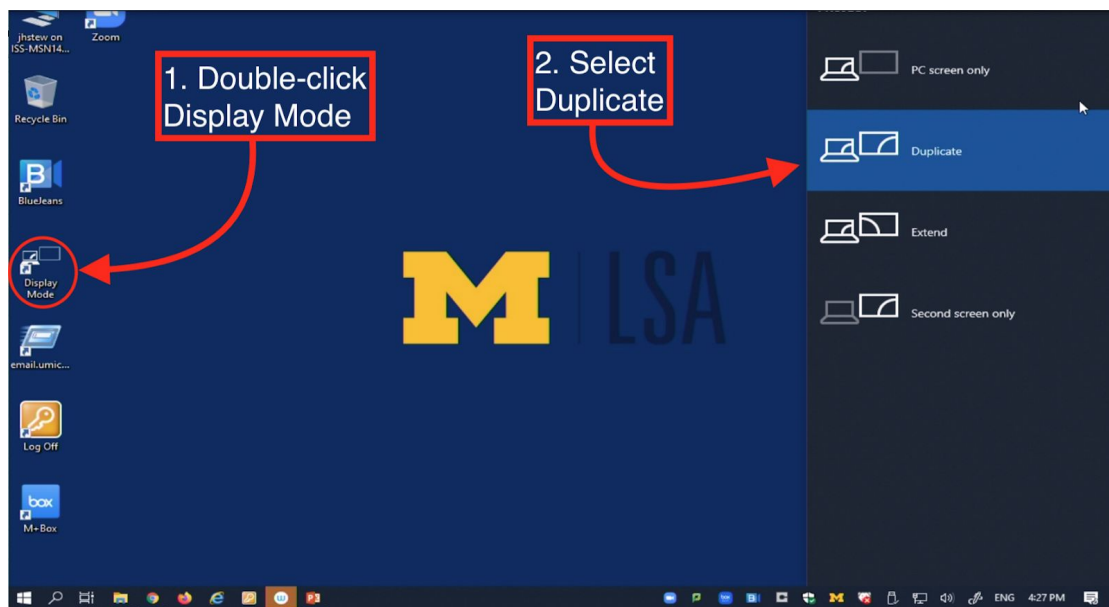 jhstew on
ISS-MSN14...
Zoom
1. Double-click
Display Mode
2. Select
Duplicate
PC screen only
Recycle Bin
Duplicate
B
BlueJeans
Extend
Display
Mode
M LSA
Second screen only
email.umic...
Log Off
box
M+Box
ENG 4:27 PM